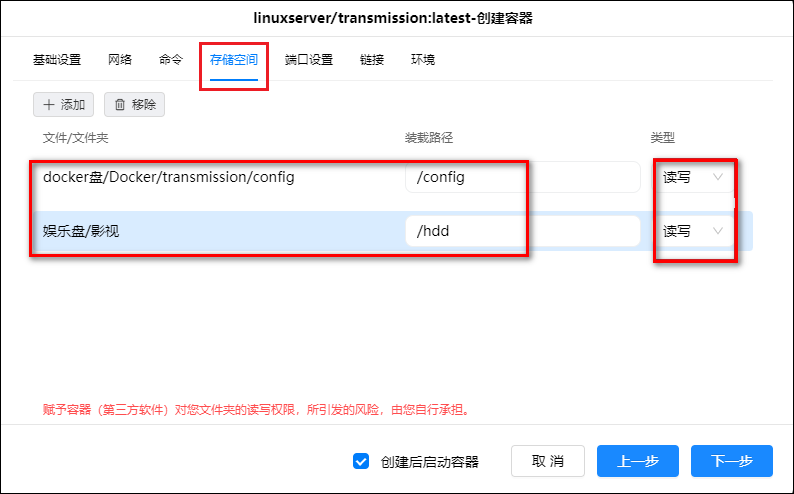 linuxserver/transmission:latest-创建容器
基础设置 网络 命令 存储空间 端口设置 链接 环境
添加 移除
文件/文件夹 装载路径 类型
docker盘/Docker/transmission/config /config 读写
娱乐盘/影视 /hdd 读写
赋予容器（第三方软件）对您文件夹的读写权限，所引发的风险，由您自行承担。
创建后启动容器 取 消 上一步 下一步